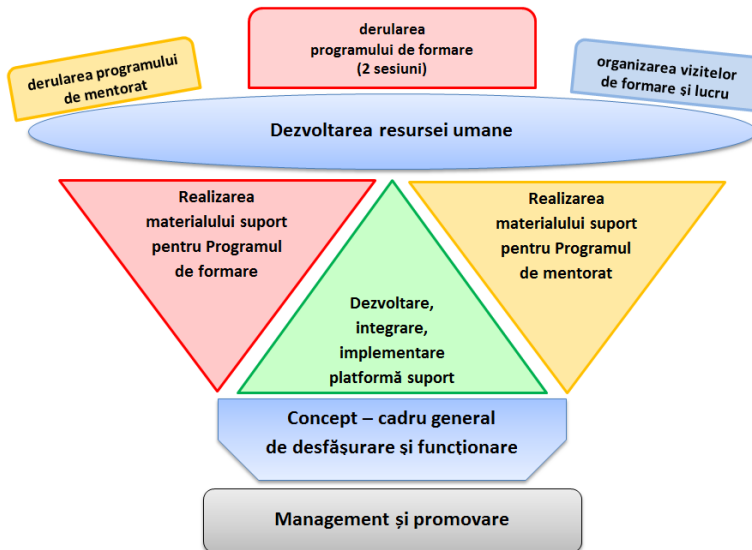 derularea programului
de mentorat
derularea
programului de formare
(2 sesiuni)
organizarea vizitelor
de formare și lucru
Dezvoltarea resursei umane
Realizarea
materialului suport
pentru Programul
de formare
Dezvoltare,
integrare,
implementare
platformă suport
Realizarea
materialului suport
pentru Programul
de mentorat
Concept – cadru general
de desfășurare și funcționare
Management și promovare